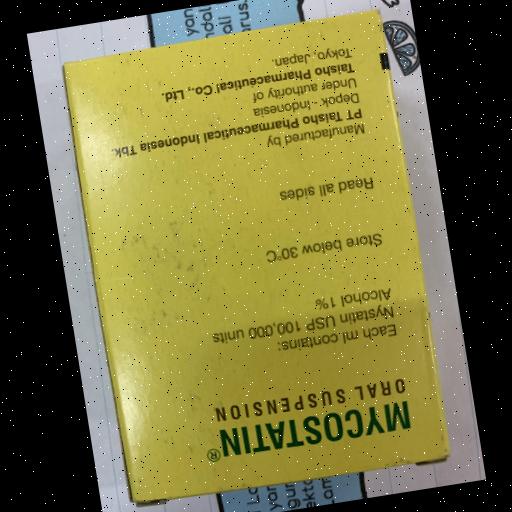 MYCOSTATIN®
ORAL SUSPENSION
Each ml contains:
Nystatin USP 100,000 units
Alcohol 1%
Store below 30°C
Read all sides
Manufactured by
PT Taisho Pharmaceutical Indonesia Tbk.
Depok - Indonesia
Under authority of
Taisho Pharmaceutical Co., Ltd.
Tokyo, Japan.